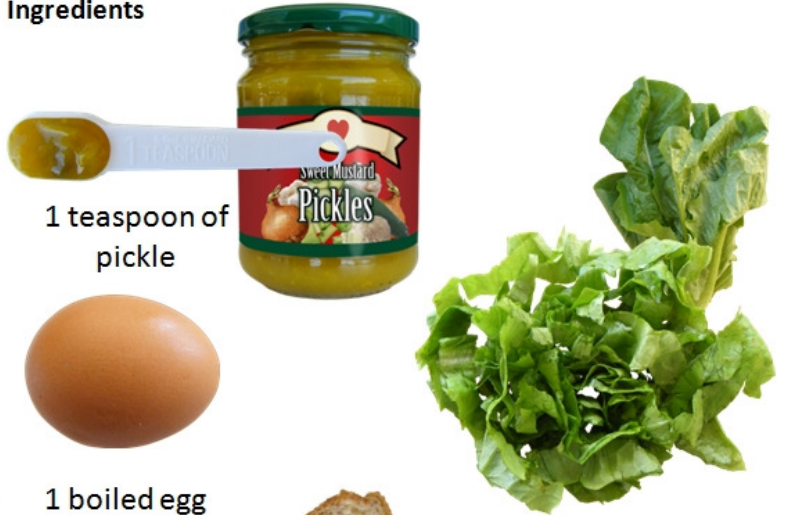 Ingredients
1 TEASPOON
Sweet Mustard
Pickles
1 teaspoon of
pickle
1 boiled egg